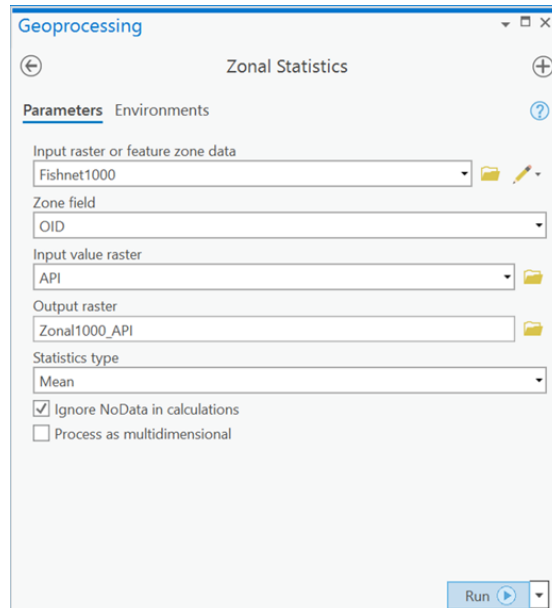 Geoprocessing
Zonal Statistics
Parameters Environments
Input raster or feature zone data
Fishnet1000
Zone field
OID
Input value raster
API
Output raster
Zonal1000_API
Statistics type
Mean
Ignore NoData in calculations
Process as multidimensional
Run